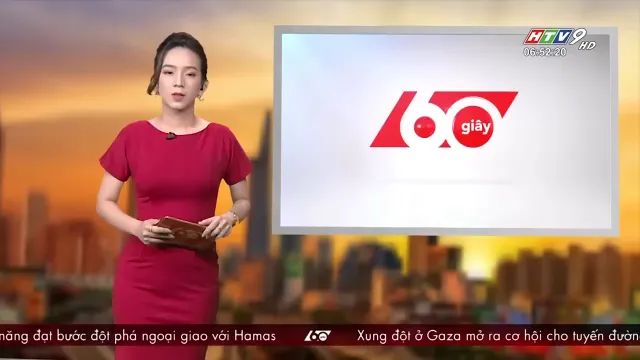 HTV9 HD
06:52:20
60 giây
năng đạt bước đột phá ngoại giao với Hamas 60 Xung đột ở Gaza mở ra cơ hội cho tuyến đườn